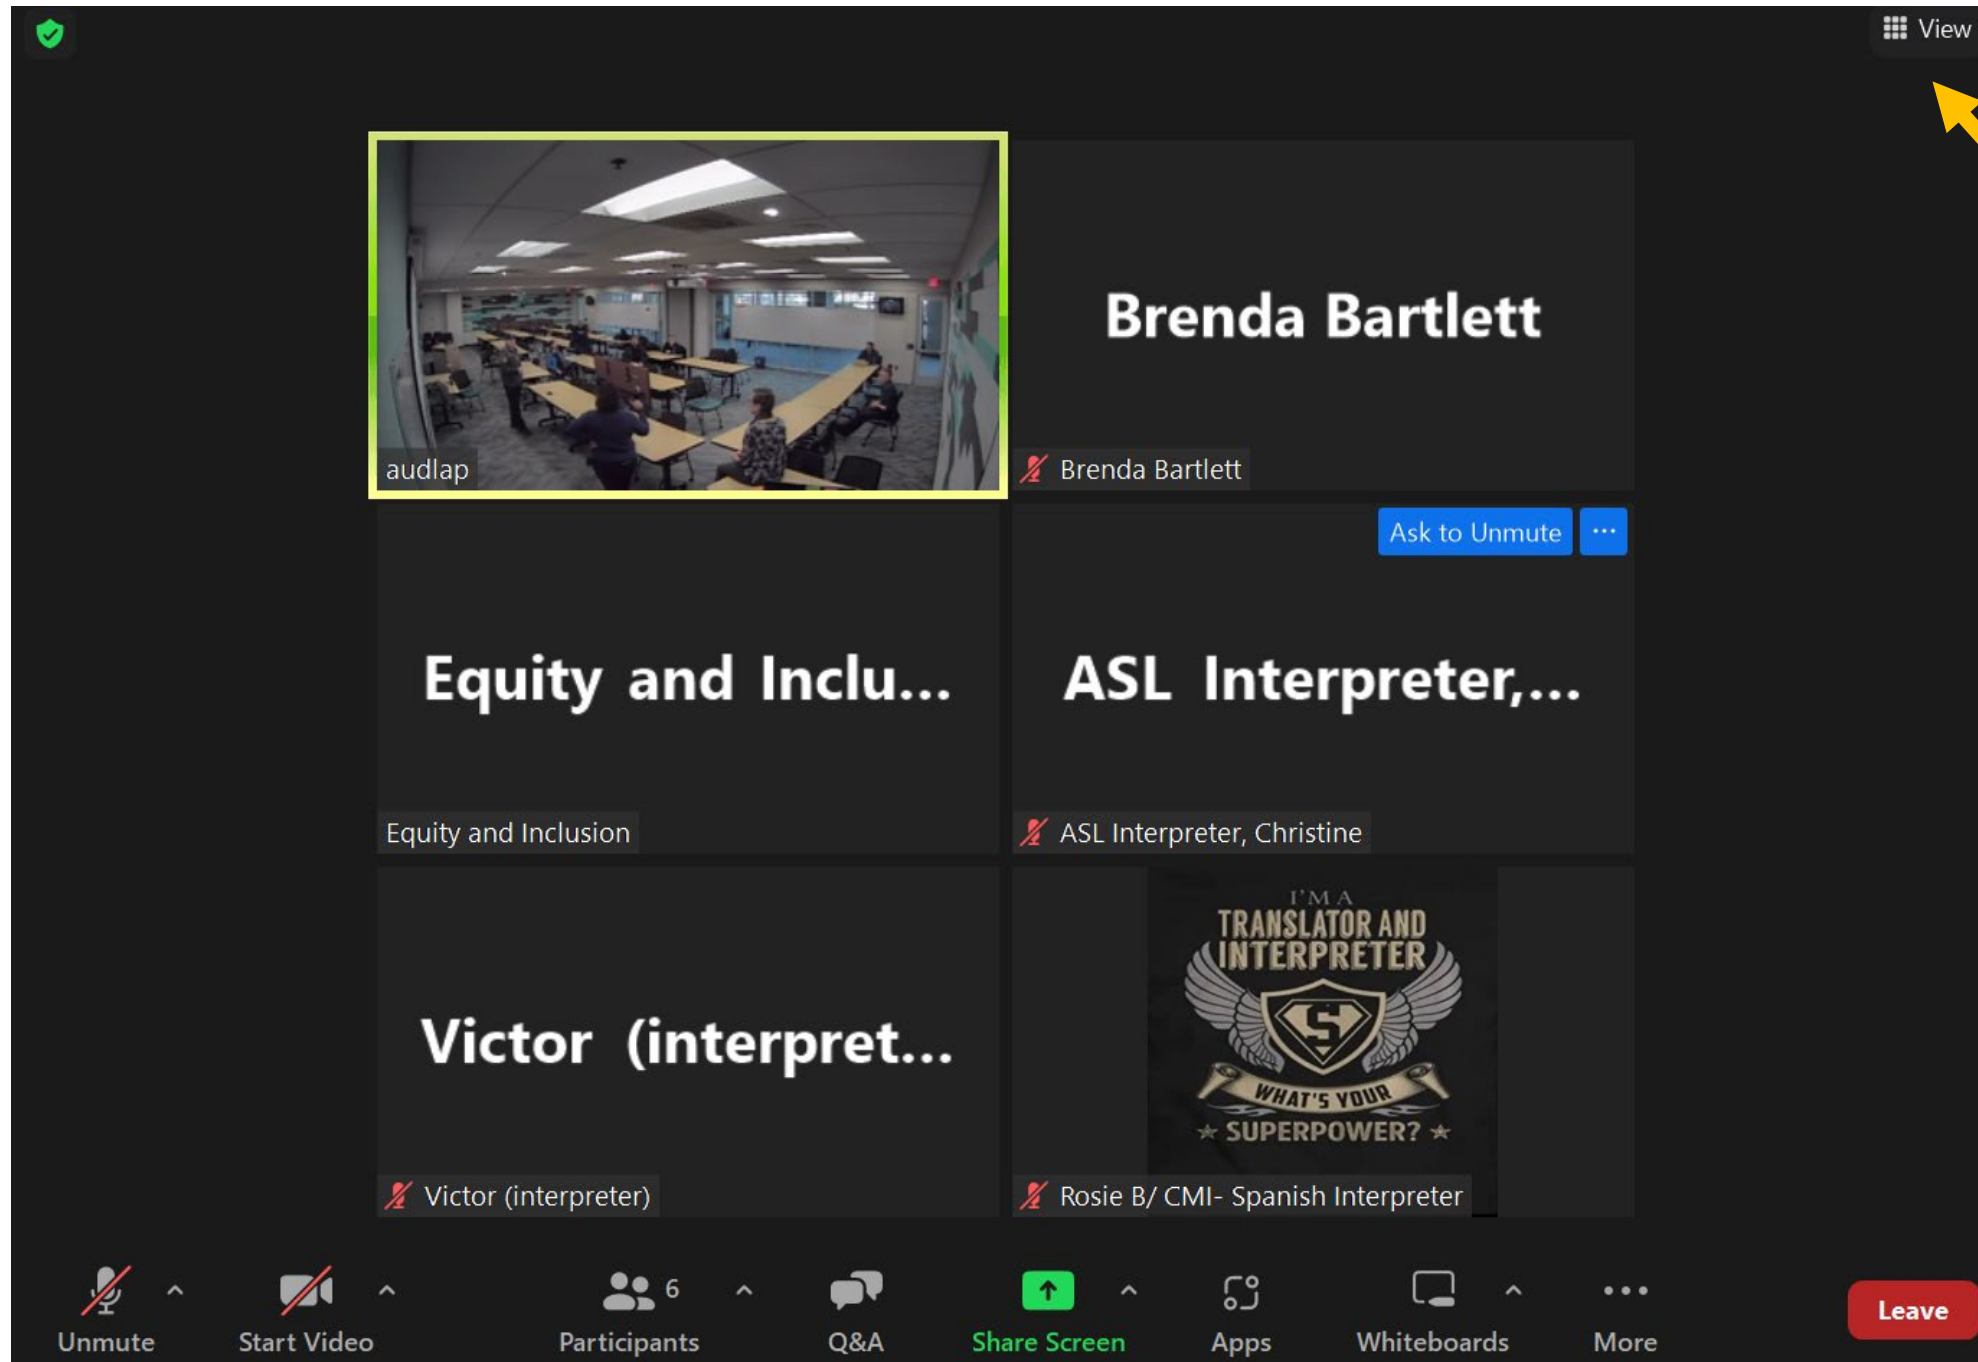 View
audlap
Brenda Bartlett
Brenda Bartlett
Equity and Inclu...
Equity and Inclusion
Ask to Unmute ...
ASL Interpreter,...
ASL Interpreter, Christine
Victor (interpret...
Victor (interpreter)
I'M A
TRANSLATOR AND
INTERPRETER
S
WHAT'S YOUR
SUPERPOWER?
Rosie B/ CMI- Spanish Interpreter
Unmute
Start Video
6
Participants
Q&A
Share Screen
Apps
Whiteboards
More
Leave